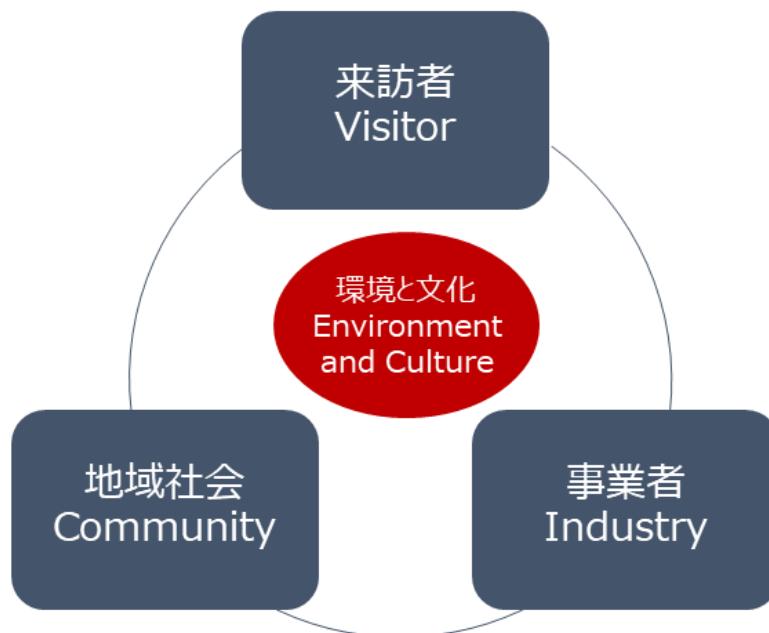 来訪者
Visitor
環境と文化
Environment
and Culture
地域社会
Community
事業者
Industry